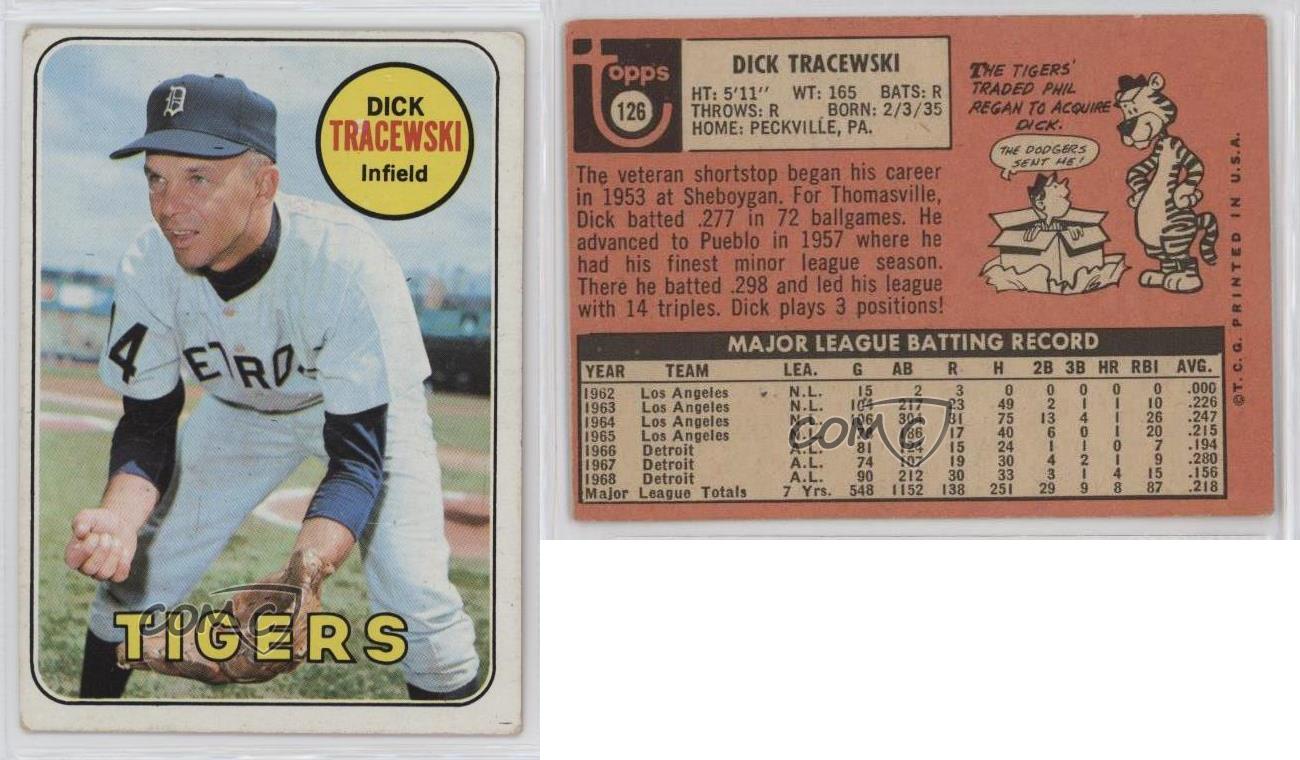 DICK
TRACEWSKI
Infield
4
ETRO
TIGERS
COMC
topps
126
DICK TRACEWSKI
HT: 5'11" WT: 165 BATS: R
THROWS: R BORN: 2/3/35
HOME: PECKVILLE, PA.
The veteran shortstop began his career
in 1953 at Sheboygan. For Thomasville,
Dick batted .277 in 72 ballgames. He
advanced to Pueblo in 1957 where he
had his finest minor league season.
There he batted .298 and led his league
with 14 triples. Dick plays 3 positions!
THE TIGERS'
TRADED PHIL
REGAN TO ACQUIRE
DICK.
THE DODGERS
SENT ME!
©T.C.G. PRINTED IN U.S.A.
MAJOR LEAGUE BATTING RECORD
YEAR TEAM LEA. G AB R H 2B 3B HR RBI AVG.
1962 Los Angeles N.L. 15 2 3 0 0 0 0 0 .000
1963 Los Angeles N.L. 104 217 23 49 2 1 1 10 .226
1964 Los Angeles N.L. 106 304 31 75 13 4 1 26 .247
1965 Los Angeles N.L. 186 17 40 6 0 1 20 .215
1966 Detroit A.L. 81 124 15 24 1 1 0 7 .194
1967 Detroit A.L. 74 107 19 30 4 2 1 9 .280
1968 Detroit A.L. 90 212 30 33 3 1 4 15 .156
Major League Totals 7 Yrs. 548 1152 138 251 29 9 8 87 .218
COMC